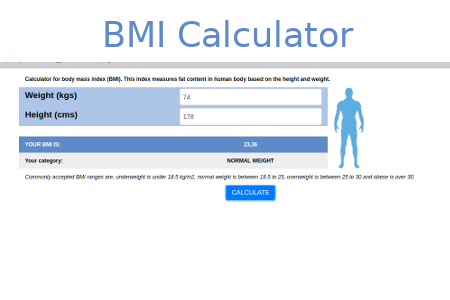 BMI Calculator
Calculator for body mass index (BMI). This index measures fat content in human body based on the height and weight.
Weight (kgs) 74
Height (cms) 178
YOUR BMI IS: 23,36
Your category: NORMAL WEIGHT
Commonly accepted BMI ranges are, underweight is under 18.5 kg/m2, normal weight is between 18.5 to 25, overweight is between 25 to 30 and obese is over 30.
CALCULATE